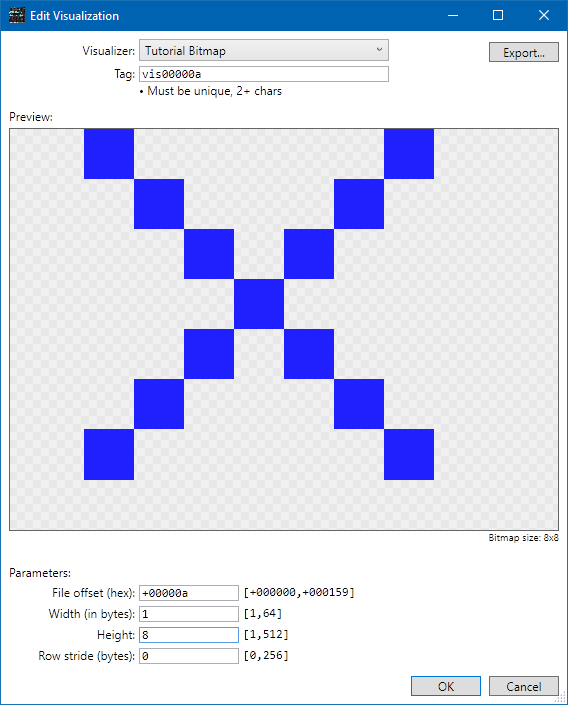 Edit Visualization
Visualizer: Tutorial Bitmap Export...
Tag: vis00000a
• Must be unique, 2+ chars
Preview:
Bitmap size: 8x8
Parameters:
File offset (hex): +00000a [+000000,+000159]
Width (in bytes): 1 [1,64]
Height: 8 [1,512]
Row stride (bytes): 0 [0,256]
OK Cancel